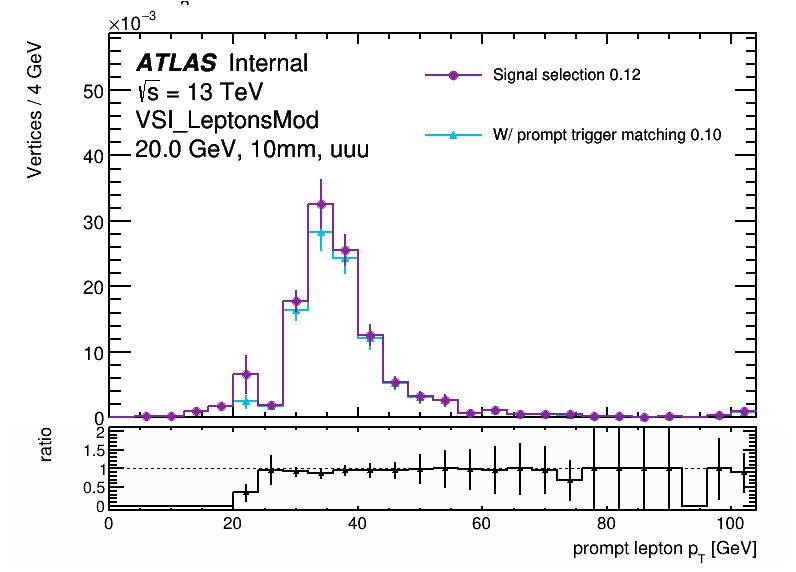 ×10⁻³
Vertices / 4 GeV
ATLAS Internal
√s = 13 TeV
VSI_LeptonsMod
20.0 GeV, 10mm, uuu
Signal selection 0.12
W/ prompt trigger matching 0.10
50
40
30
20
10
0
ratio
2
1.5
1
0.5
0
0 20 40 60 80 100
prompt lepton p_T [GeV]